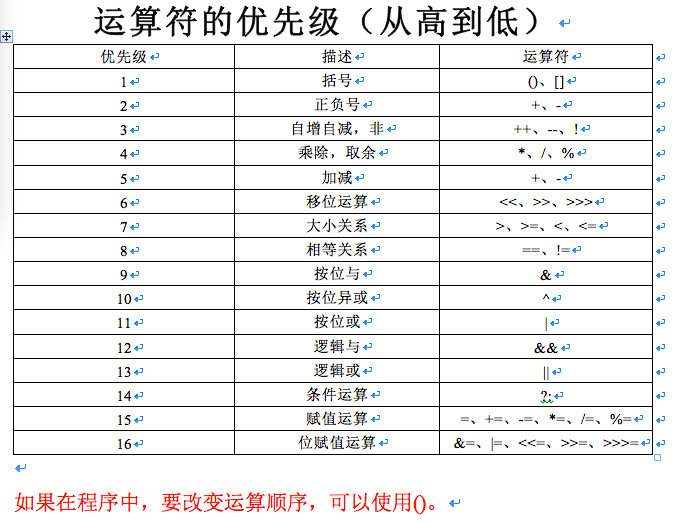 运算符的优先级（从高到低）
优先级 描述 运算符
1 括号 ()、[]
2 正负号 +、-
3 自增自减，非 ++、--、!
4 乘除，取余 *、/、%
5 加减 +、-
6 移位运算 <<、>>、>>>
7 大小关系 >、>=、<、<=
8 相等关系 ==、!=
9 按位与 &
10 按位异或 ^
11 按位或 |
12 逻辑与 &&
13 逻辑或 ||
14 条件运算 ?:
15 赋值运算 =、+=、-=、*=、/=、%=
16 位赋值运算 &=、|=、<<=、>>=、>>>=
如果在程序中，要改变运算顺序，可以使用()。